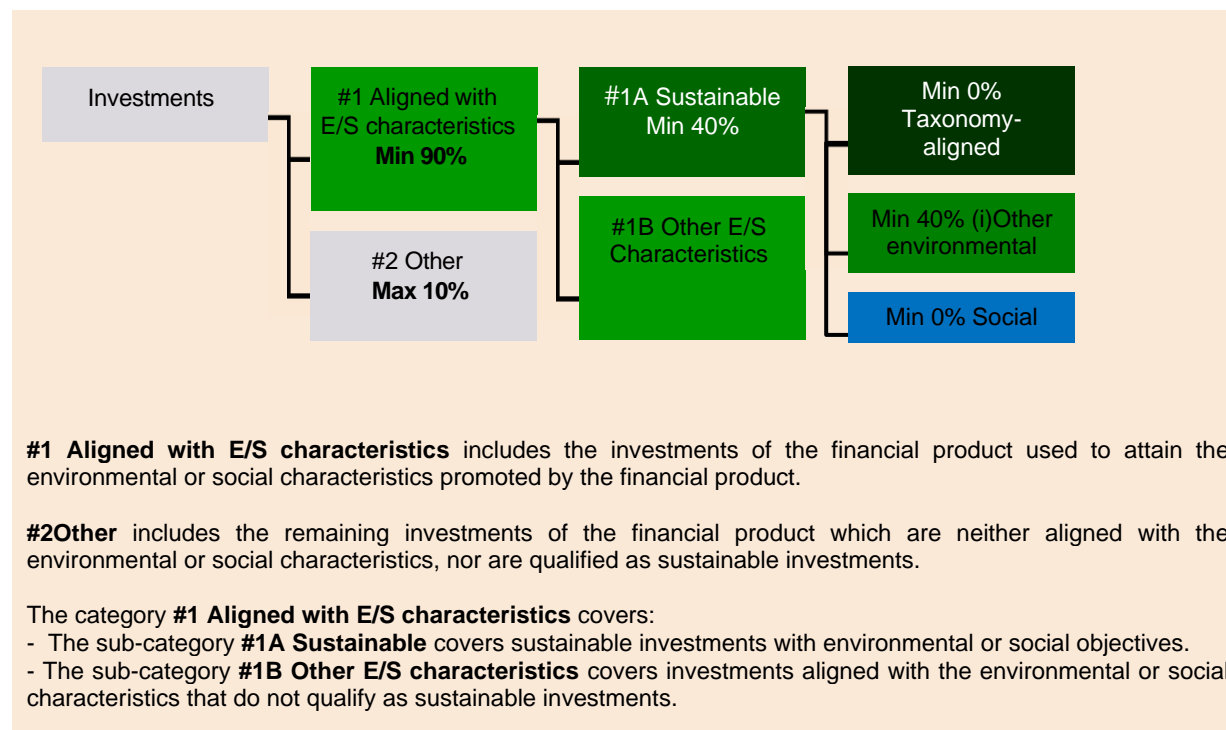 Investments
#1 Aligned with
E/S characteristics
Min 90%
#2 Other
Max 10%
#1A Sustainable
Min 40%
#1B Other E/S
Characteristics
Min 0%
Taxonomy-
aligned
Min 40% (i)Other
environmental
Min 0% Social
#1 Aligned with E/S characteristics includes the investments of the financial product used to attain the
environmental or social characteristics promoted by the financial product.
#2Other includes the remaining investments of the financial product which are neither aligned with the
environmental or social characteristics, nor are qualified as sustainable investments.
The category #1 Aligned with E/S characteristics covers:
- The sub-category #1A Sustainable covers sustainable investments with environmental or social objectives.
- The sub-category #1B Other E/S characteristics covers investments aligned with the environmental or social
characteristics that do not qualify as sustainable investments.